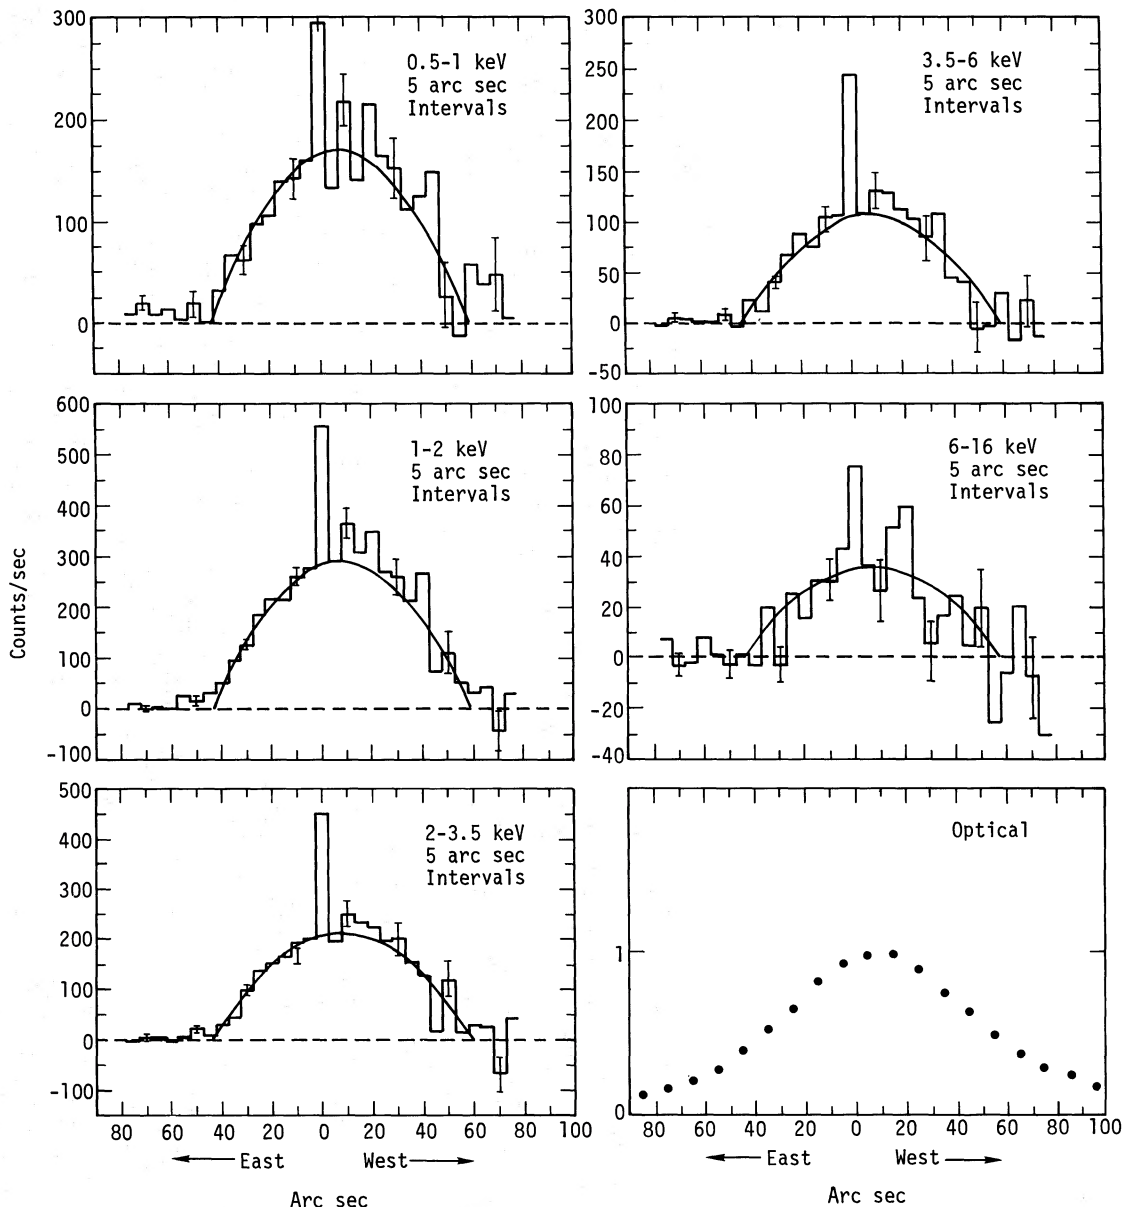 300
200
100
0
0.5-1 keV
5 arc sec
Intervals
300
250
200
150
100
50
0
-50
3.5-6 keV
5 arc sec
Intervals
600
500
400
300
200
100
0
-100
1-2 keV
5 arc sec
Intervals
100
80
60
40
20
0
-20
-40
6-16 keV
5 arc sec
Intervals
Counts/sec
500
400
300
200
100
0
-100
2-3.5 keV
5 arc sec
Intervals
80 60 40 20 0 20 40 60 80 100
East West
Arc sec
1
0
Optical
80 60 40 20 0 20 40 60 80 100
East West
Arc sec